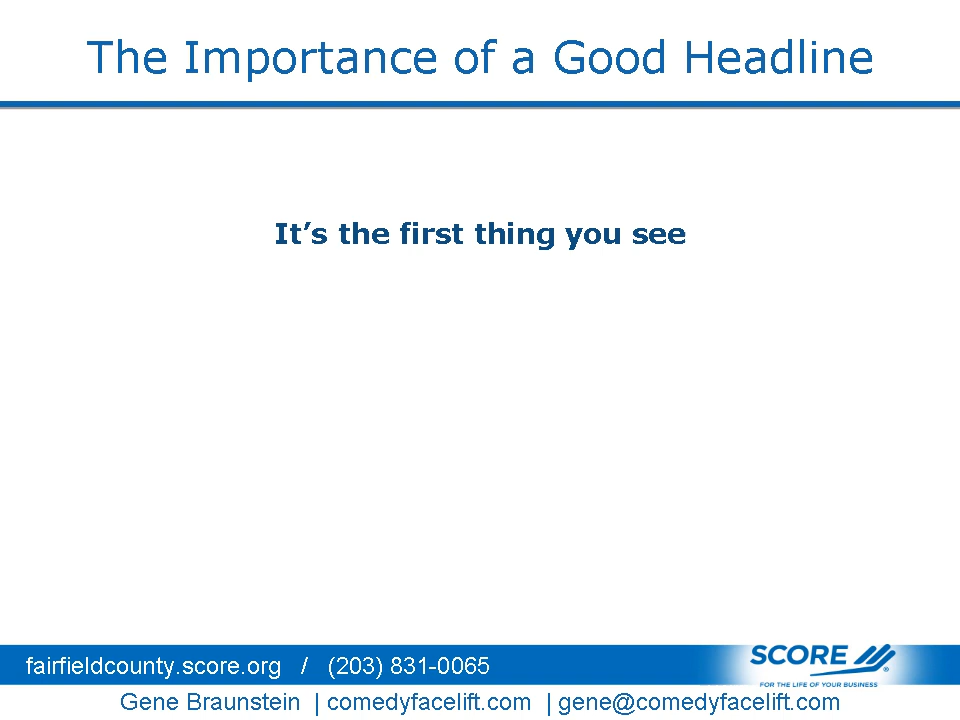 The Importance of a Good Headline
It’s the first thing you see
fairfieldcounty.score.org / (203) 831-0065
SCORE
®
FOR THE LIFE OF YOUR BUSINESS
Gene Braunstein | comedyfacelift.com | gene@comedyfacelift.com